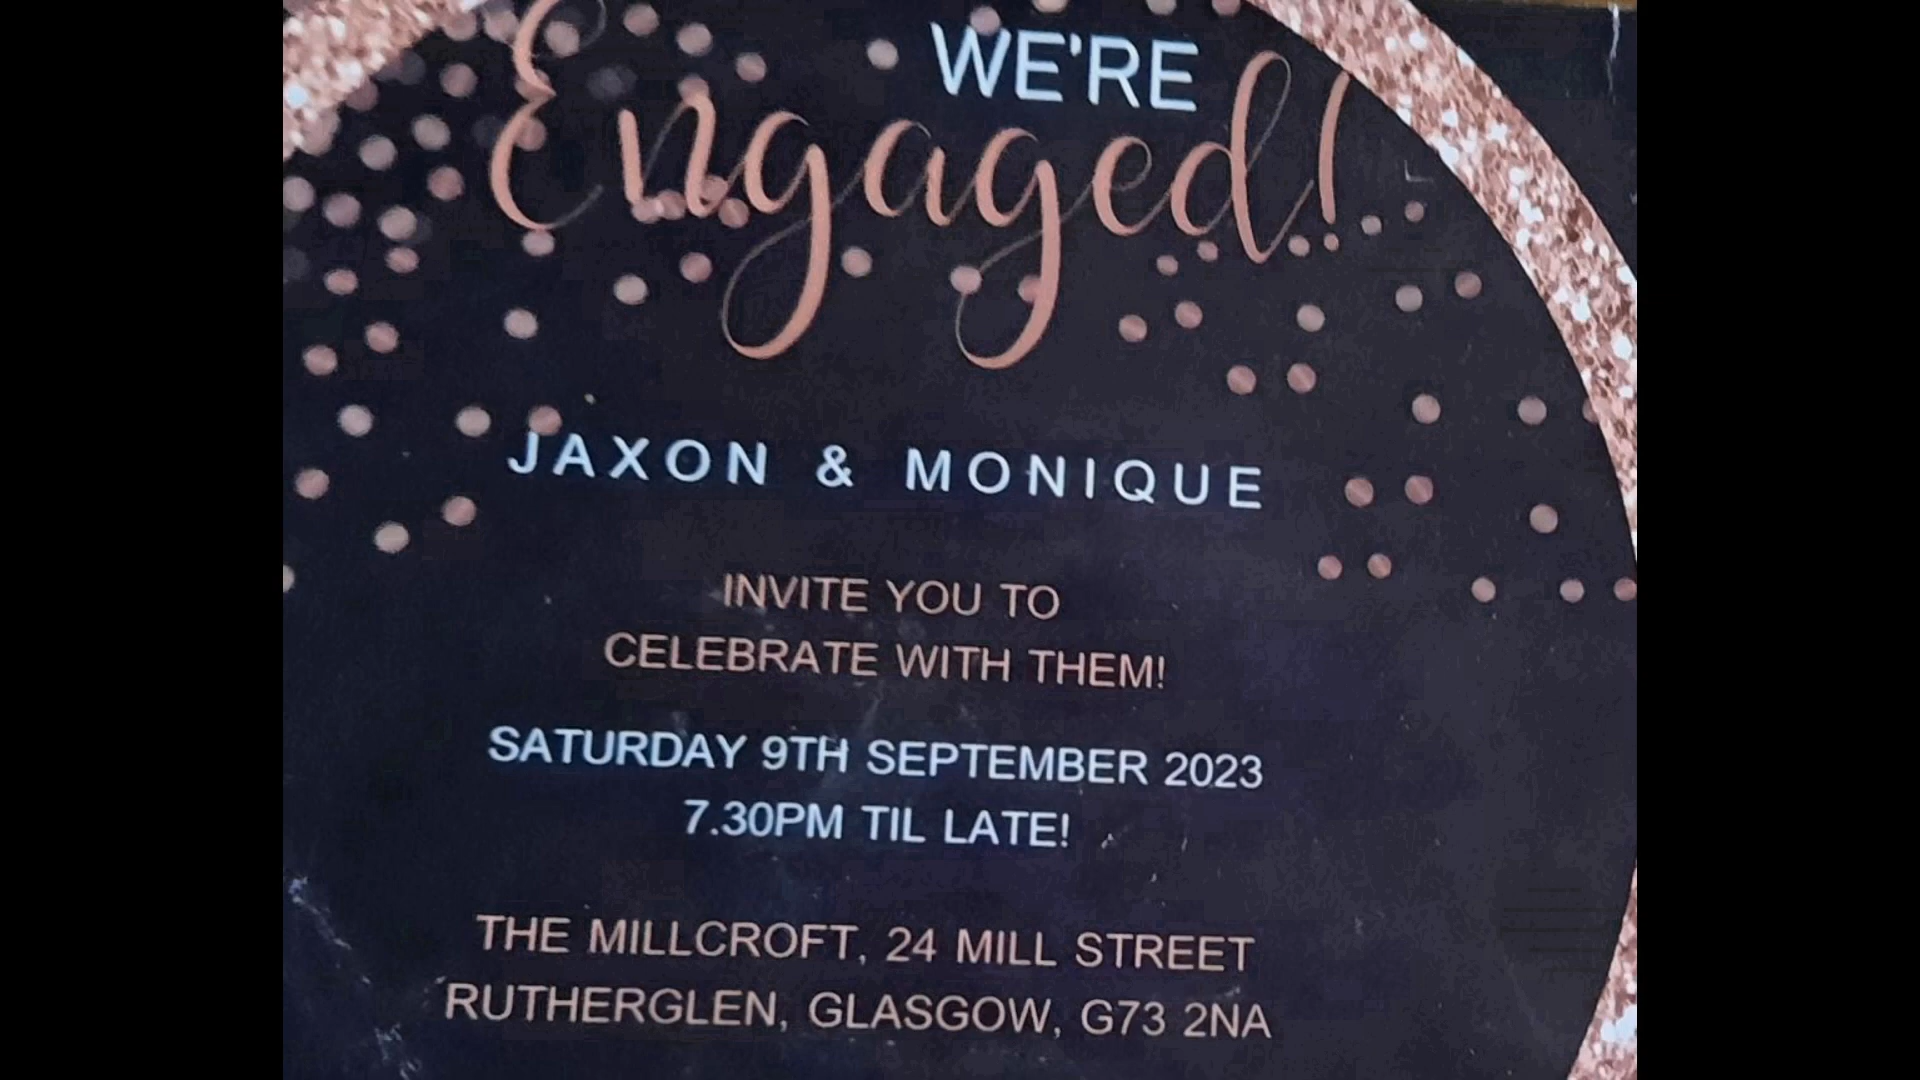 WE'RE
Engaged!
JAXON & MONIQUE
INVITE YOU TO
CELEBRATE WITH THEM!
SATURDAY 9TH SEPTEMBER 2023
7.30PM TIL LATE!
THE MILLCROFT, 24 MILL STREET
RUTHERGLEN, GLASGOW, G73 2NA